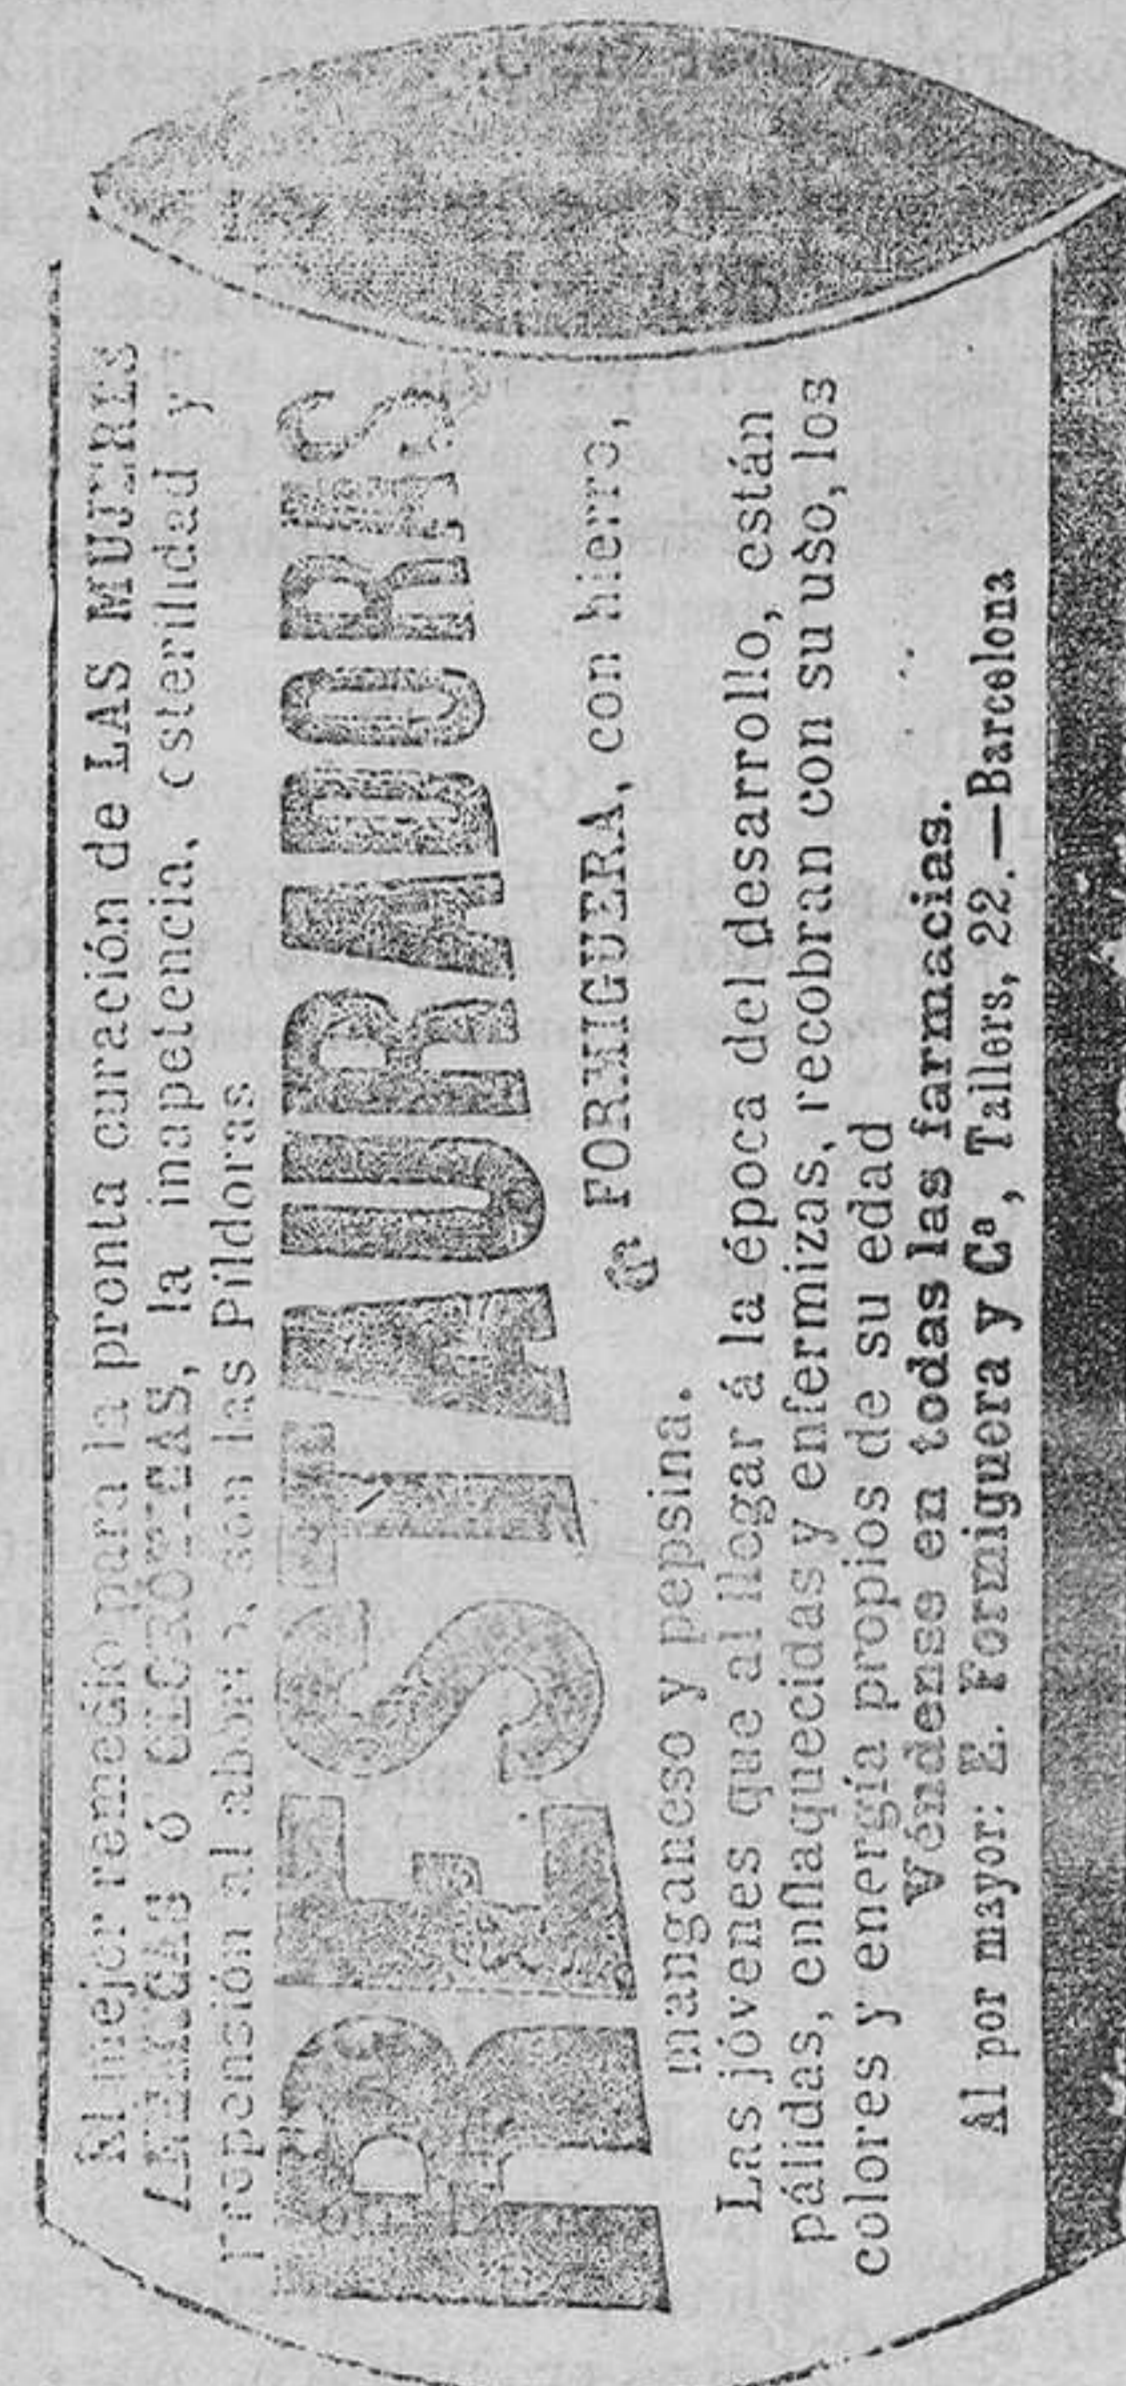 El mejor remedio para la pronta curación de LAS MUJERES
ANÉMICAS ó CLORÓTICAS, la inapetencia, esterilidad y
propensión al aborto, son las Píldoras
RESTAURADORAS
FORMIGUERA, con hierro,
manganeso y pepsina.
Las jóvenes que al llegar á la época del desarrollo, están
pálidas, enflaquecidas y enfermizas, recobran con su uso, los
colores y energía propios de su edad
Véndense en todas las farmacias.
Al por mayor: E. Formiguera y Cª, Tallers, 22.—Barcelona